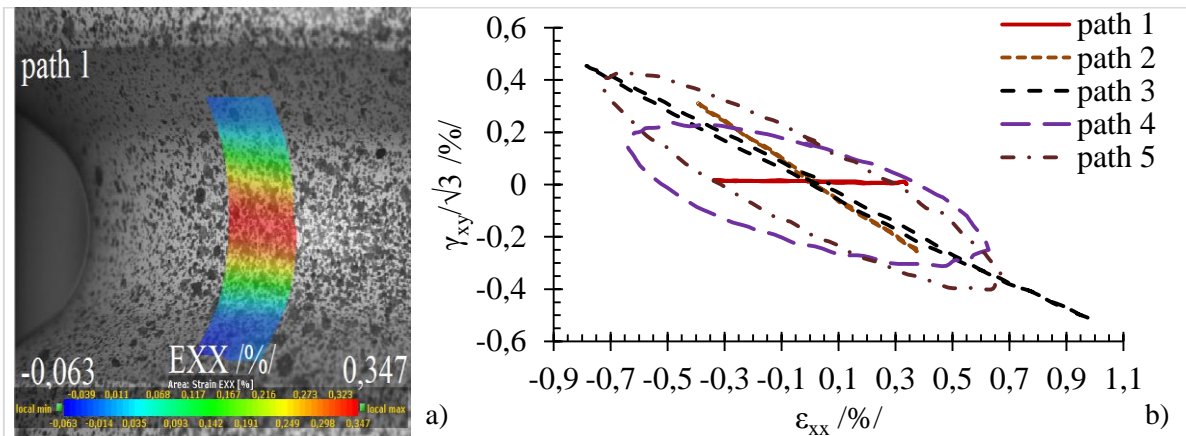 path 1
EXX /%/
-0,063
0,347
Area: Strain EXX [%]
-0,039 0,011 0,068 0,117 0,166 0,216 0,273 0,323
local min
local max
-0,063 -0,014 0,035 0,093 0,142 0,191 0,249 0,298 0,347
a)
0,6
0,4
0,2
0
-0,2
-0,4
-0,6
γxy/√3 /%/
-0,9 -0,7 -0,5 -0,3 -0,1 0,1 0,3 0,5 0,7 0,9 1,1
εxx /%/
path 1
path 2
path 3
path 4
path 5
b)